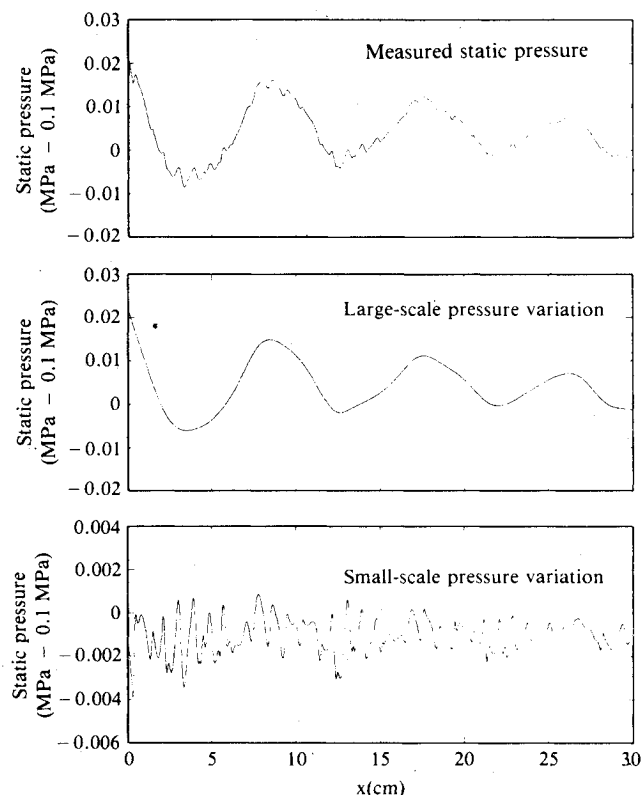 Static pressure
(MPa – 0.1 MPa)
0.03
0.02
0.01
0
−0.01
−0.02
Measured static pressure
Static pressure
(MPa – 0.1 MPa)
0.03
0.02
0.01
0
−0.01
−0.02
Large-scale pressure variation
Static pressure
(MPa – 0.1 MPa)
0.004
0.002
0
−0.002
−0.004
−0.006
Small-scale pressure variation
0
5
10
15
20
25
30
x(cm)